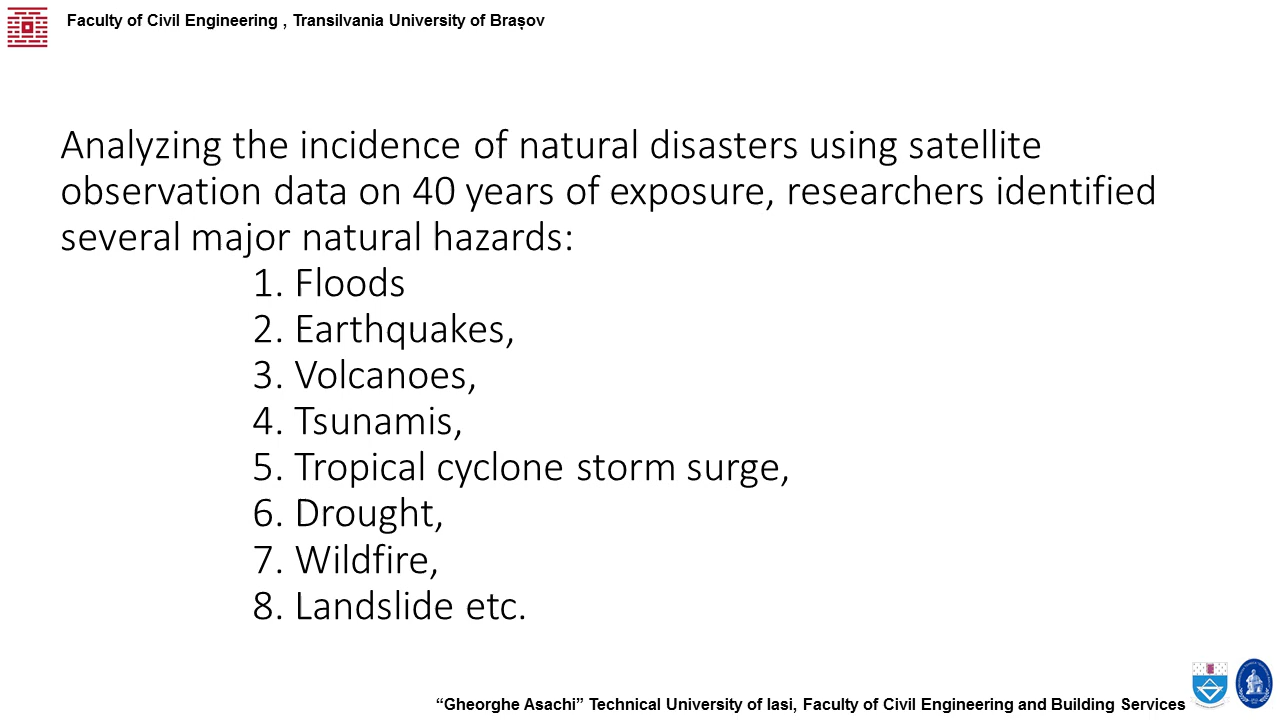 Faculty of Civil Engineering , Transilvania University of Brașov
Analyzing the incidence of natural disasters using satellite
observation data on 40 years of exposure, researchers identified
several major natural hazards:
1. Floods
2. Earthquakes,
3. Volcanoes,
4. Tsunamis,
5. Tropical cyclone storm surge,
6. Drought,
7. Wildfire,
8. Landslide etc.
“Gheorghe Asachi” Technical University of Iasi, Faculty of Civil Engineering and Building Services